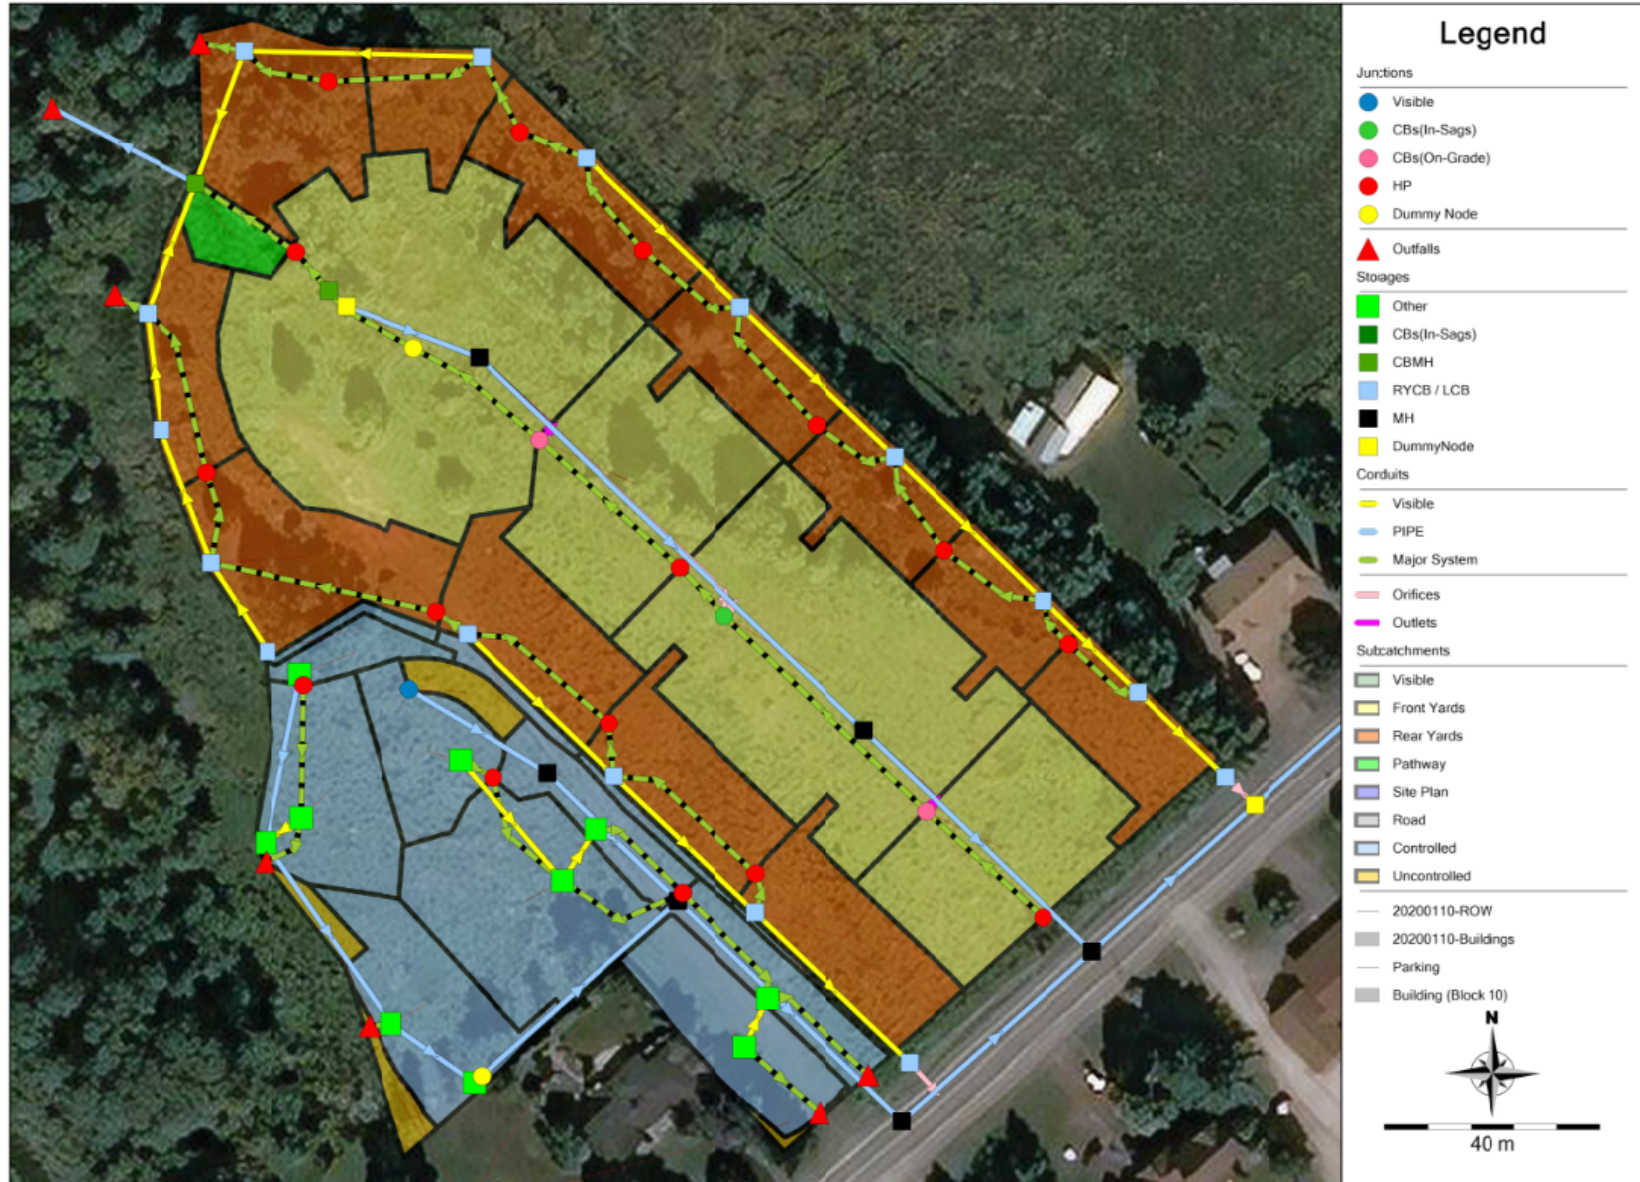 Legend
Junctions
Visible
CBs(In-Sags)
CBs(On-Grade)
HP
Dummy Node
Outfalls
Storages
Other
CBs(In-Sags)
CBMH
RYCB / LCB
MH
DummyNode
Conduits
Visible
PIPE
Major System
Orifices
Outlets
Subcatchments
Visible
Front Yards
Rear Yards
Pathway
Site Plan
Road
Controlled
Uncontrolled
20200110-ROW
20200110-Buildings
Parking
Building (Block 10)
N
40 m